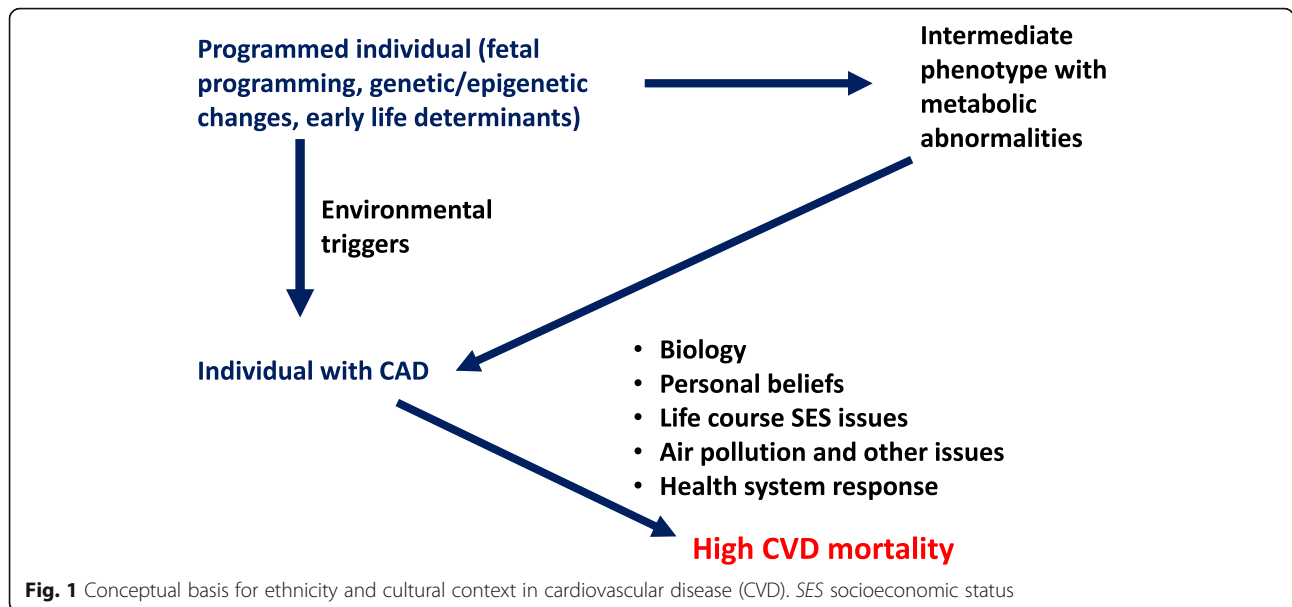 Programmed individual (fetal
programming, genetic/epigenetic
changes, early life determinants)
Intermediate
phenotype with
metabolic
abnormalities
Environmental
triggers
Individual with CAD
• Biology
• Personal beliefs
• Life course SES issues
• Air pollution and other issues
• Health system response
High CVD mortality
Fig. 1 Conceptual basis for ethnicity and cultural context in cardiovascular disease (CVD). SES socioeconomic status